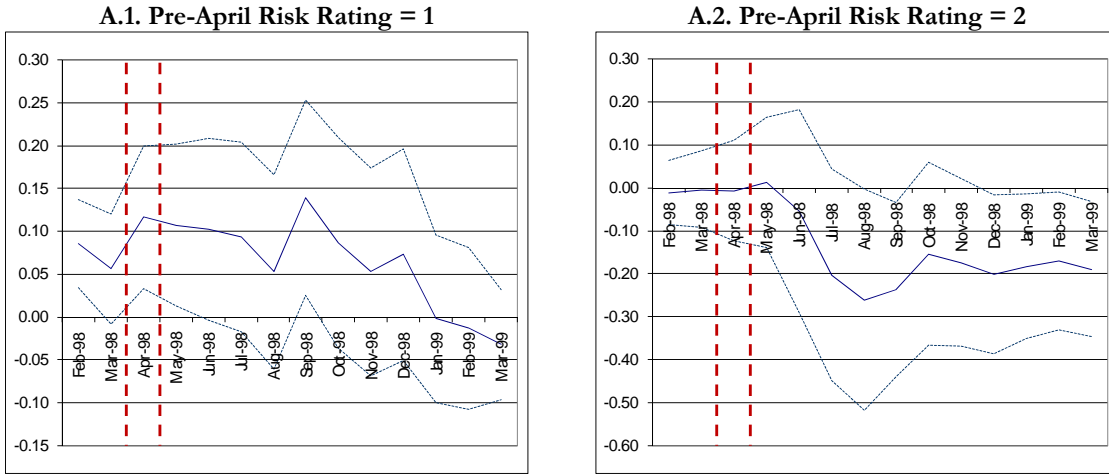 A.1. Pre-April Risk Rating = 1
0.30
0.25
0.20
0.15
0.10
0.05
0.00
-0.05
-0.10
-0.15
Feb-98
Mar-98
Apr-98
May-98
Jun-98
Jul-98
Aug-98
Sep-98
Oct-98
Nov-98
Dec-98
Jan-99
Feb-99
Mar-99
A.2. Pre-April Risk Rating = 2
0.30
0.20
0.10
0.00
-0.10
-0.20
-0.30
-0.40
-0.50
-0.60
Feb-98
Mar-98
Apr-98
May-98
Jun-98
Jul-98
Aug-98
Sep-98
Oct-98
Nov-98
Dec-98
Jan-99
Feb-99
Mar-99